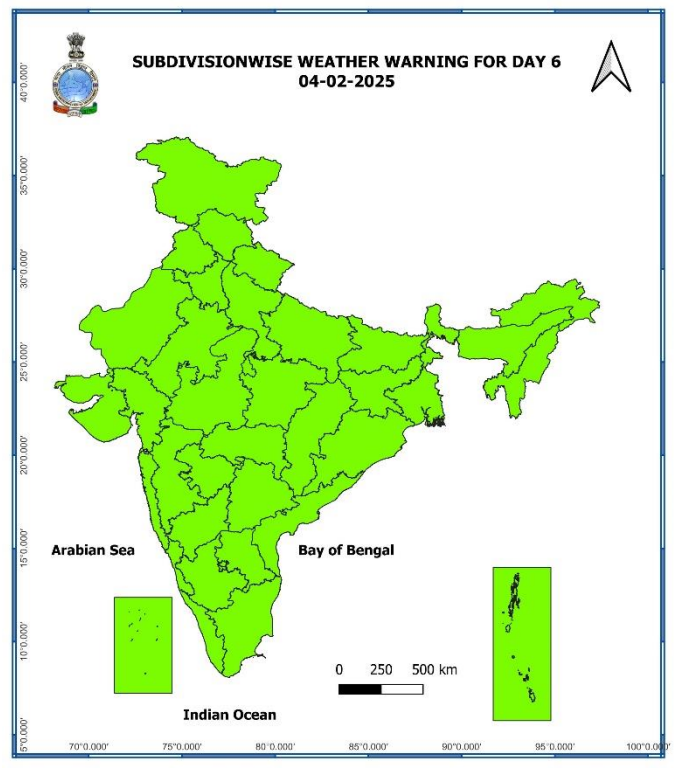 SUBDIVISIONWISE WEATHER WARNING FOR DAY 6
04-02-2025
40°0.000'
35°0.000'
30°0.000'
25°0.000'
20°0.000'
15°0.000'
10°0.000'
5°0.000'
Arabian Sea
Bay of Bengal
0 250 500 km
Indian Ocean
70°0.000' 75°0.000' 80°0.000' 85°0.000' 90°0.000' 95°0.000' 100°0.000'